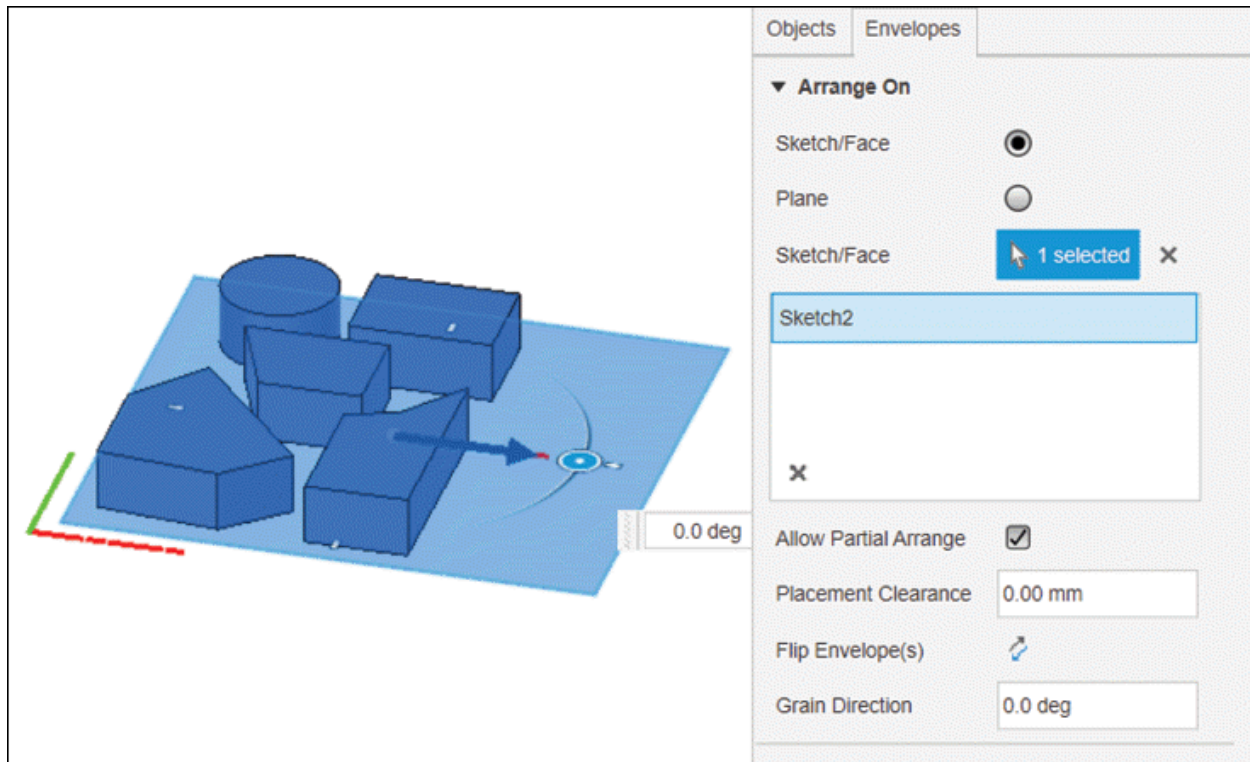 Objects Envelopes
Arrange On
Sketch/Face
Plane
Sketch/Face 1 selected
Sketch2
0.0 deg
Allow Partial Arrange
Placement Clearance 0.00 mm
Flip Envelope(s)
Grain Direction 0.0 deg